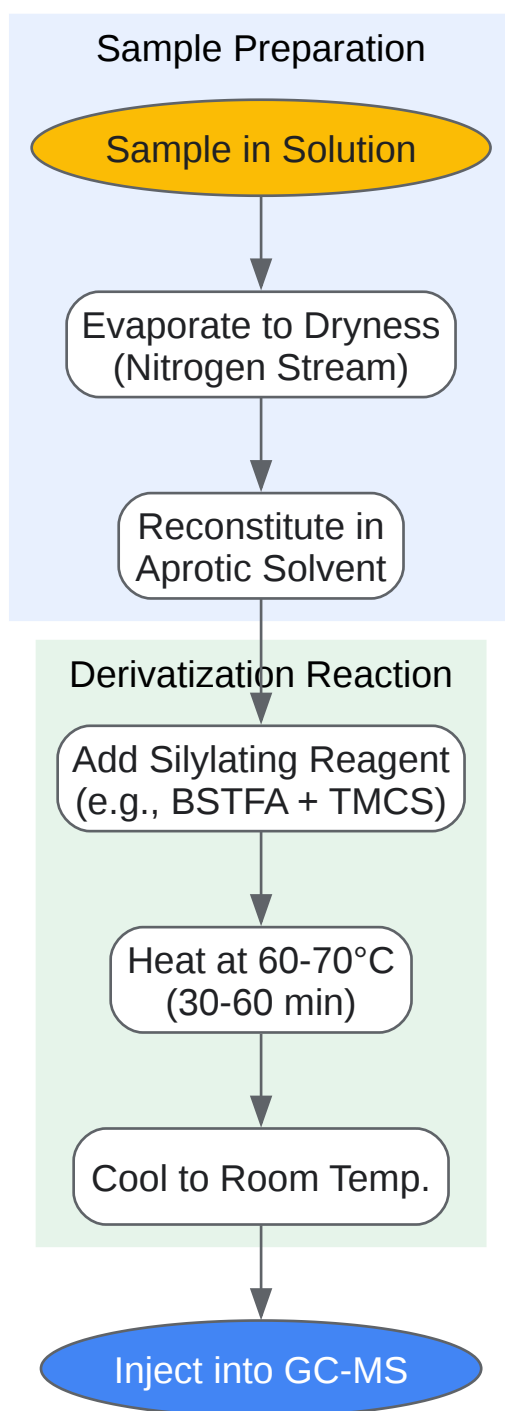 Sample Preparation
Sample in Solution
Evaporate to Dryness
(Nitrogen Stream)
Reconstitute in
Aprotic Solvent
Derivatization Reaction
Add Silylating Reagent
(e.g., BSTFA + TMCS)
Heat at 60-70°C
(30-60 min)
Cool to Room Temp.
Inject into GC-MS